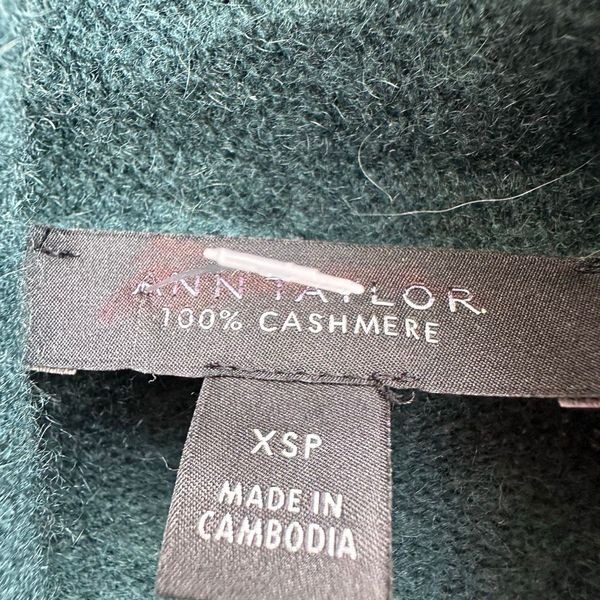 ANN TAYLOR.
100% CASHMERE
XSP
MADE IN
CAMBODIA